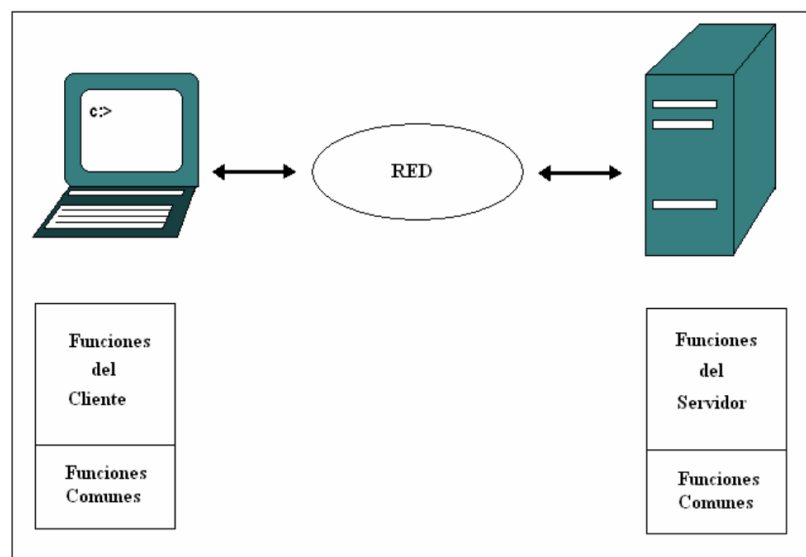 c:>
RED
Funciones
del
Cliente
Funciones
Comunes
Funciones
del
Servidor
Funciones
Comunes